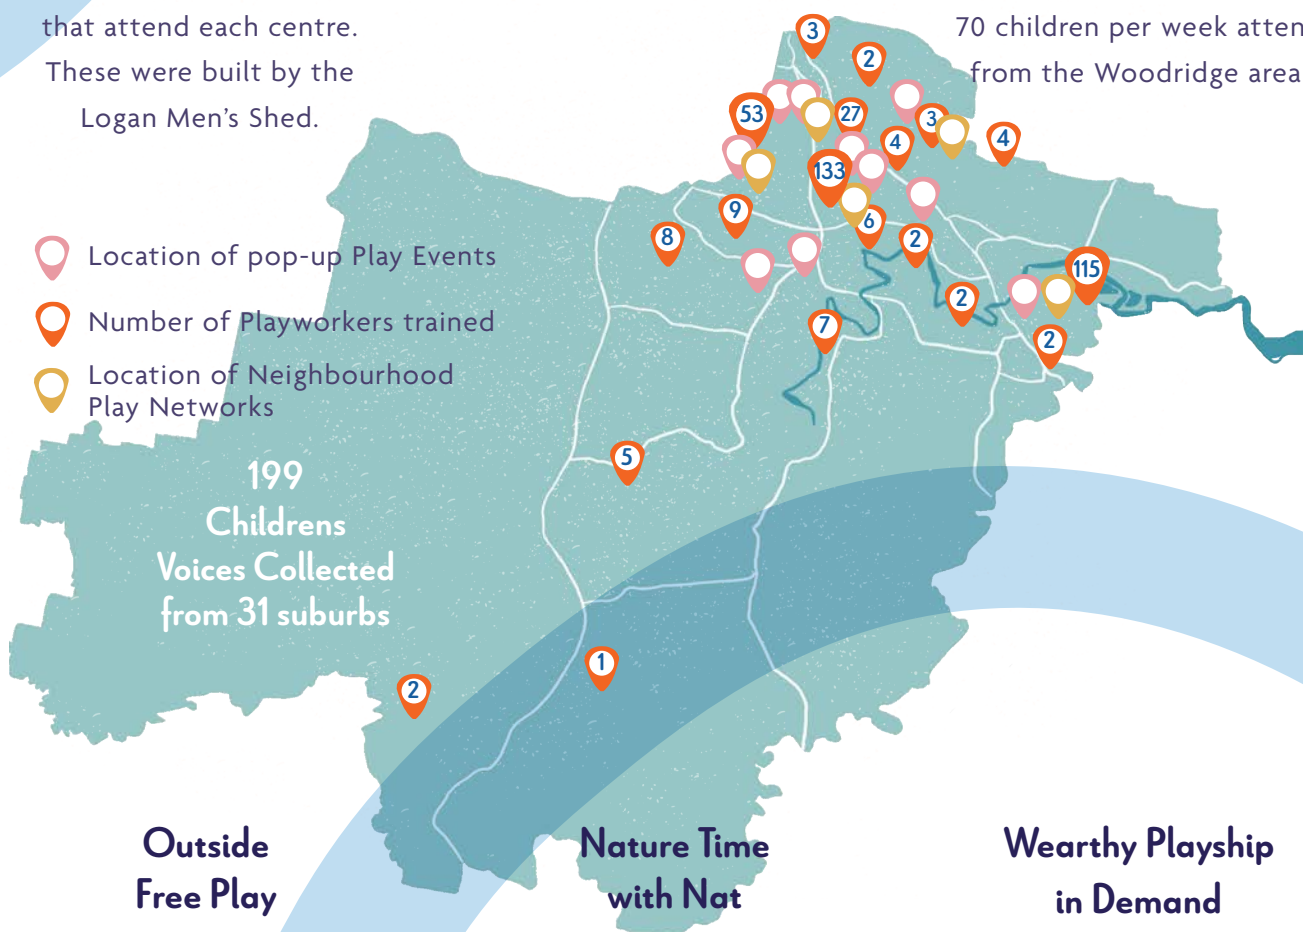 that attend each centre.
These were built by the
Logan Men's Shed.
70 children per week atten
from the Woodridge area
3
2
53
27
3
4
4
133
9
6
8
2
115
2
7
2
5
1
2
Location of pop-up Play Events
Number of Playworkers trained
Location of Neighbourhood
Play Networks
199
Childrens
Voices Collected
from 31 suburbs
Outside
Free Play
Nature Time
with Nat
Wearthy Playship
in Demand